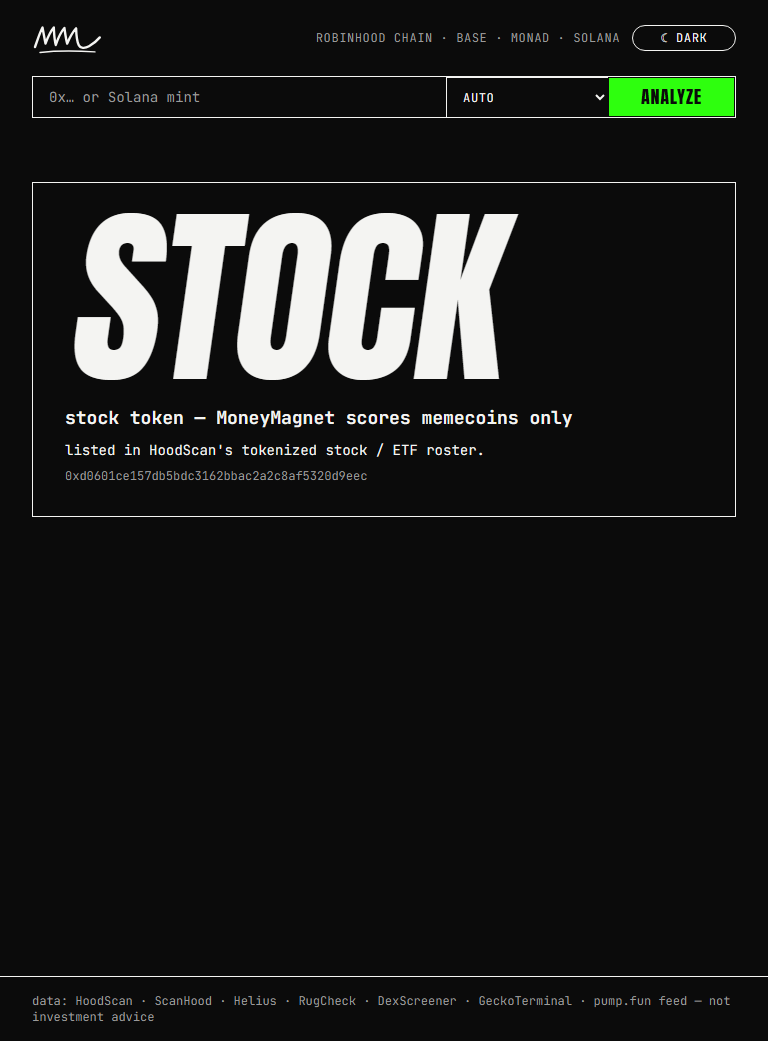 ROBINHOOD CHAIN · BASE · MONAD · SOLANA
☾ DARK
0x… or Solana mint
AUTO
ANALYZE
STOCK
stock token — MoneyMagnet scores memecoins only
listed in HoodScan's tokenized stock / ETF roster.
0xd0601ce157db5bdc3162bbac2a2c8af5320d9eec
data: HoodScan · ScanHood · Helius · RugCheck · DexScreener · GeckoTerminal · pump.fun feed — not
investment advice